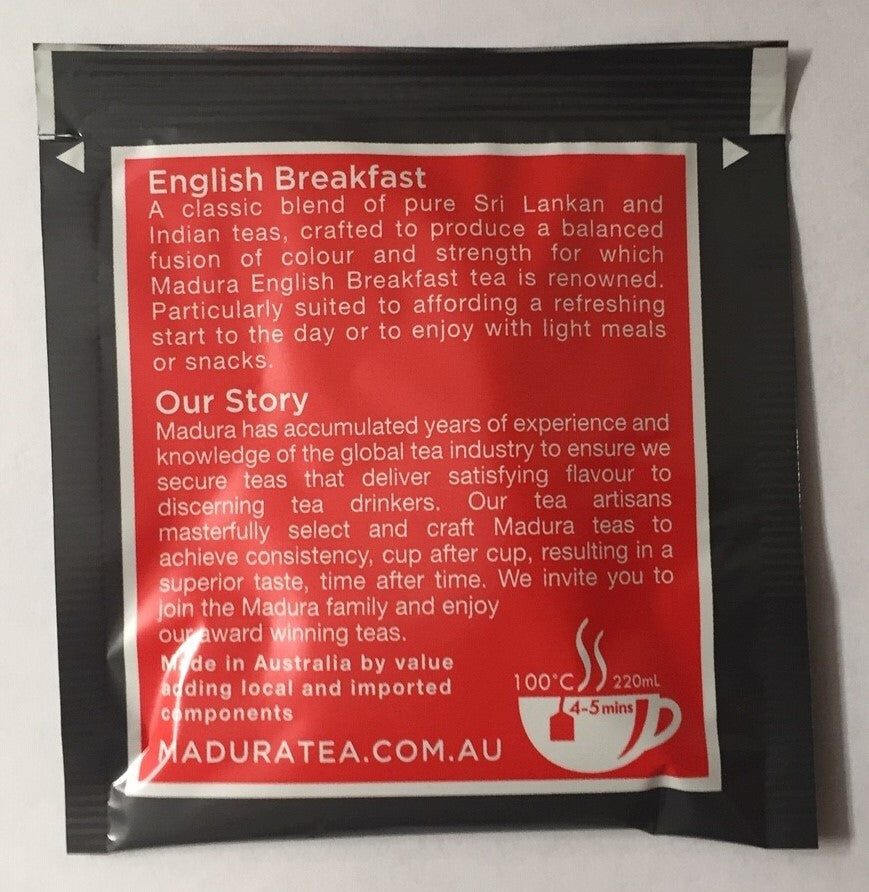 English Breakfast
A classic blend of pure Sri Lankan and
Indian teas, crafted to produce a balanced
fusion of colour and strength for which
Madura English Breakfast tea is renowned.
Particularly suited to affording a refreshing
start to the day or to enjoy with light meals
or snacks.
Our Story
Madura has accumulated years of experience and
knowledge of the global tea industry to ensure we
secure teas that deliver satisfying flavour to
discerning tea drinkers. Our tea artisans
masterfully select and craft Madura teas to
achieve consistency, cup after cup, resulting in a
superior taste, time after time. We invite you to
join the Madura family and enjoy
our award winning teas.
Made in Australia by value
adding local and imported
components
MADURATEA.COM.AU
100°C 220mL
4-5 mins